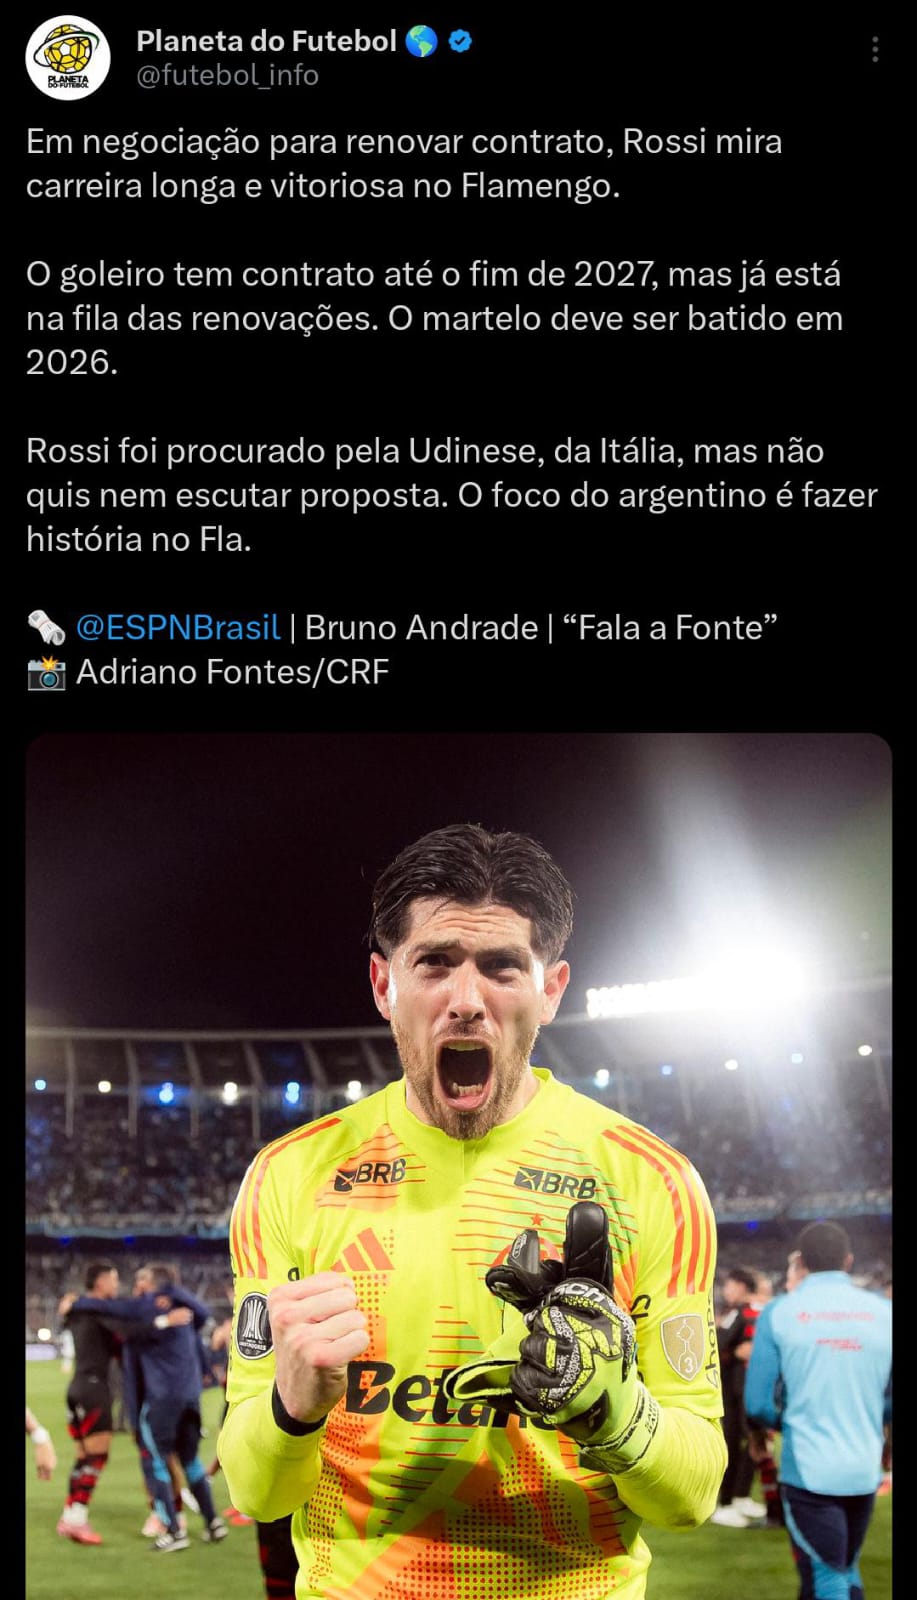 PLANETA
DO FUTEBOL
Planeta do Futebol
@futebol_info
Em negociação para renovar contrato, Rossi mira
carreira longa e vitoriosa no Flamengo.
O goleiro tem contrato até o fim de 2027, mas já está
na fila das renovações. O martelo deve ser batido em
2026.
Rossi foi procurado pela Udinese, da Itália, mas não
quis nem escutar proposta. O foco do argentino é fazer
história no Fla.
@ESPNBrasil | Bruno Andrade | “Fala a Fonte”
Adriano Fontes/CRF
BRB
BRB
3